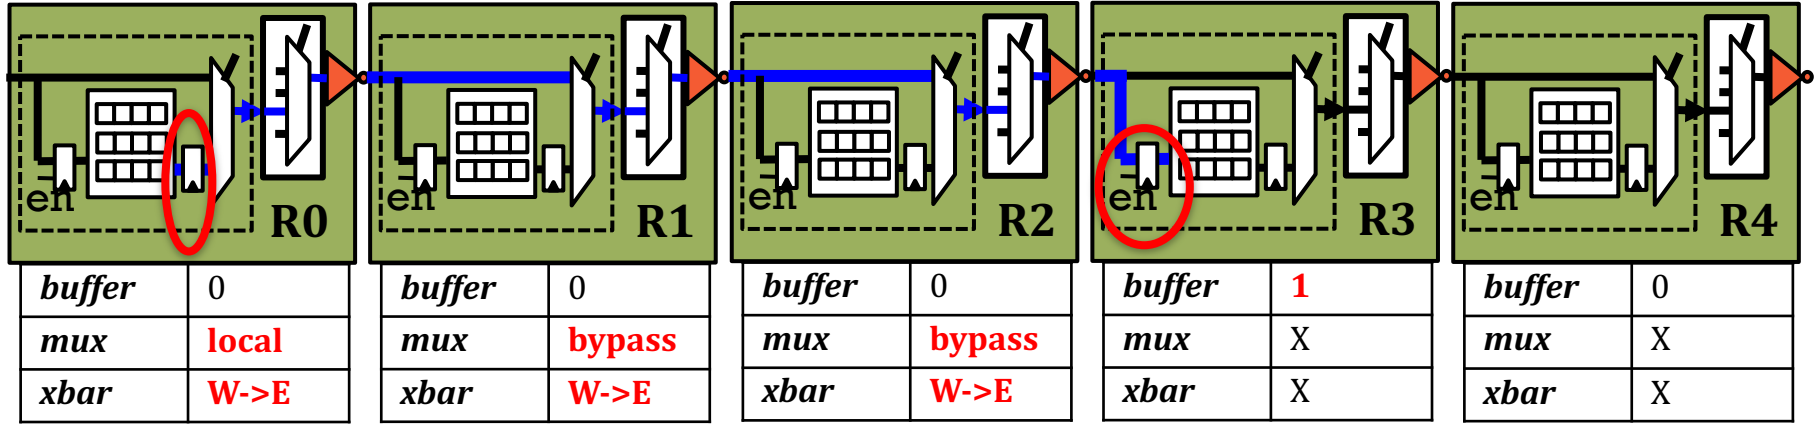 en en en en en
R0 R1 R2 R3 R4
buffer 0 buffer 0 buffer 0 buffer 1 buffer 0
mux local mux bypass mux bypass mux X mux X
xbar W->E xbar W->E xbar W->E xbar X xbar X